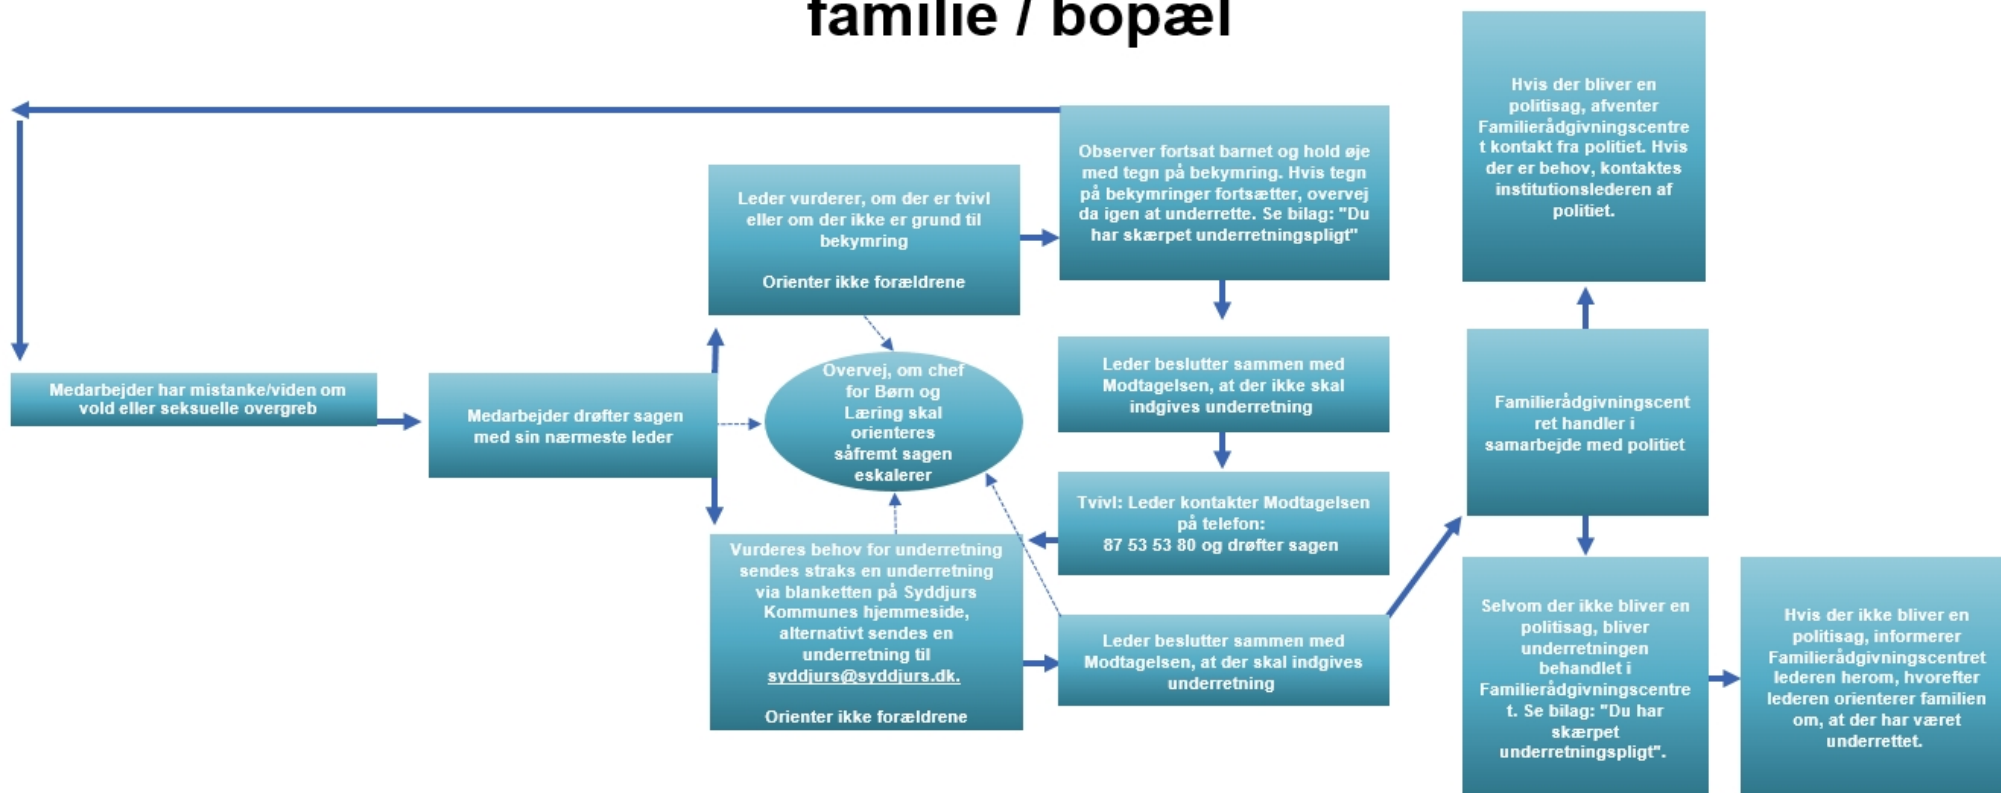 familie / bopæl
Medarbejder har mistanke/viden om
vold eller seksuelle overgreb
Medarbejder drøfter sagen
med sin nærmeste leder
Leder vurderer, om der er tvivl
eller om der ikke er grund til
bekymring
Orienter ikke forældrene
Overvej, om chef
for Børn og
Læring skal
orienteres
såfremt sagen
eskalerer
Vurderes behov for underretning
sendes straks en underretning
via blanketten på Syddjurs
Kommunes hjemmeside,
alternativt sendes en
underretning til
syddjurs@syddjurs.dk.
Orienter ikke forældrene
Observer fortsat barnet og hold øje
med tegn på bekymring. Hvis tegn
på bekymringer fortsætter, overvej
da igen at underrette. Se bilag: "Du
har skærpet underretningspligt"
Leder beslutter sammen med
Modtagelsen, at der ikke skal
indgives underretning
Tvivl: Leder kontakter Modtagelsen
på telefon:
87 53 53 80 og drøfter sagen
Leder beslutter sammen med
Modtagelsen, at der skal indgives
underretning
Hvis der bliver en
politisag, afventer
Familierådgivningscentre
t kontakt fra politiet. Hvis
der er behov, kontaktes
institutionslederen af
politiet.
Familierådgivningscent
ret handler i
samarbejde med politiet
Selvom der ikke bliver en
politisag, bliver
underretningen
behandlet i
Familierådgivningscentre
t. Se bilag: "Du har
skærpet
underretningspligt".
Hvis der ikke bliver en
politisag, informerer
Familierådgivningscentret
lederen herom, hvorefter
lederen orienterer familien
om, at der har været
underrettet.